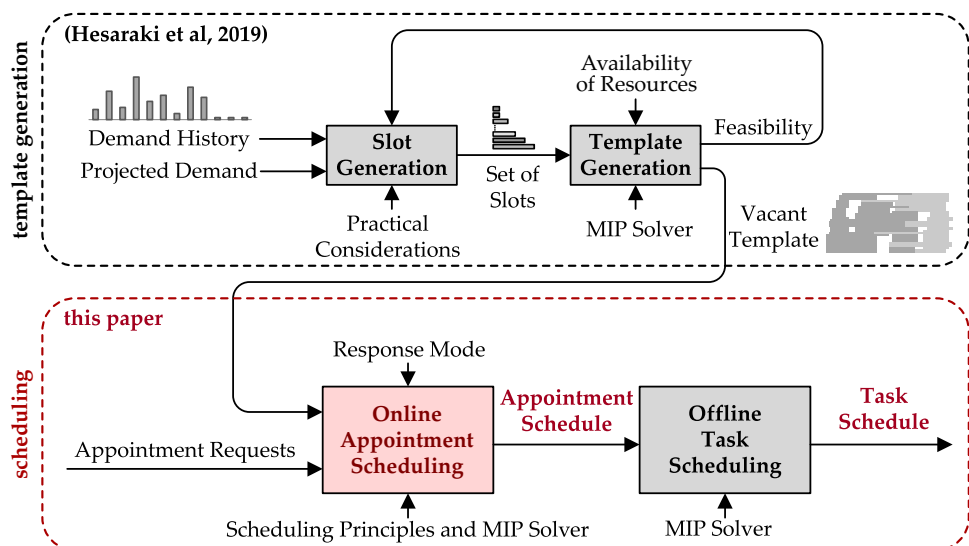 (Hesaraki et al, 2019)
template generation
Demand History
Projected Demand
Slot
Generation
Practical
Considerations
Set of
Slots
Availability
of Resources
Template
Generation
MIP Solver
Feasibility
Vacant
Template
this paper
scheduling
Response Mode
Appointment Requests
Online
Appointment
Scheduling
Scheduling Principles and MIP Solver
Appointment
Schedule
Offline
Task
Scheduling
MIP Solver
Task
Schedule